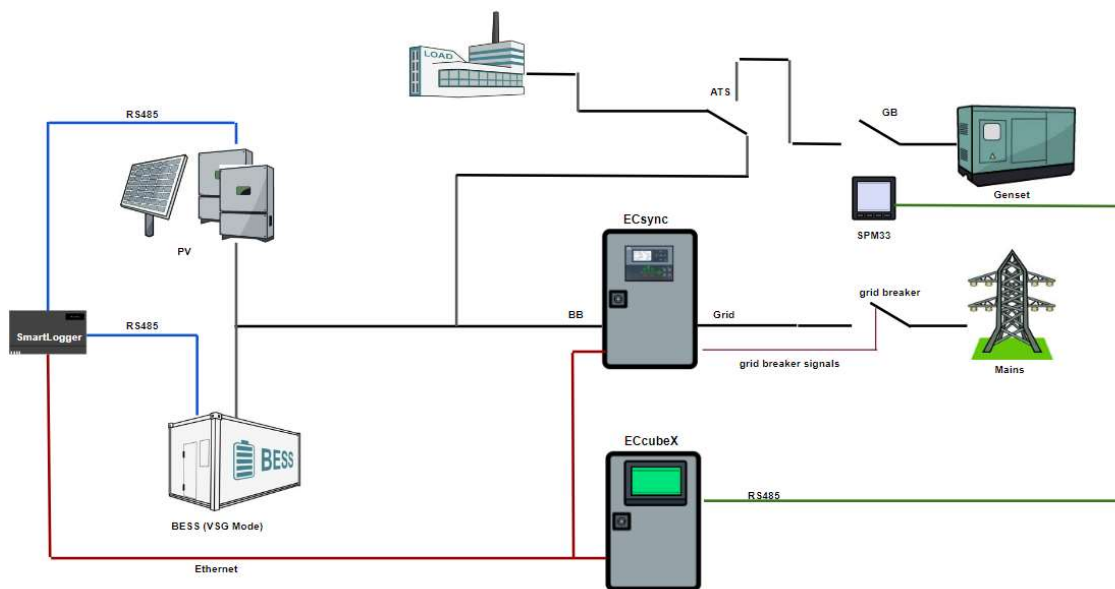 LOAD
ATS
GB
RS485
Genset
ECsync
SPM33
PV
grid breaker
BB
Grid
SmartLogger
RS485
grid breaker signals
Mains
ECcubeX
BESS
RS485
BESS (VSG Mode)
Ethernet